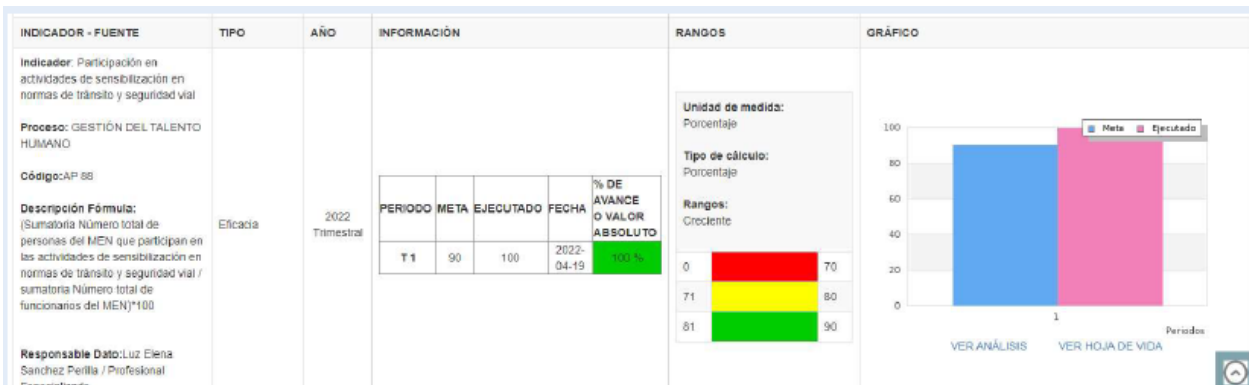 INDICADOR - FUENTE
TIPO
AÑO
INFORMACIÓN
RANGOS
GRÁFICO
Indicador: Participación en
actividades de sensibilización en
normas de tránsito y seguridad vial
Proceso: GESTIÓN DEL TALENTO
HUMANO
Código:AP 88
Descripción Fórmula:
(Sumatoria Número total de
personas del MEN que participan en
las actividades de sensibilización en
normas de tránsito y seguridad vial /
sumatoria Número total de
funcionarios del MEN)*100
Responsable Dato:Luz Elena
Sanchez Perilla / Profesional
Eficacia
2022
Trimestral
PERIODO META EJECUTADO FECHA % DE
AVANCE
O VALOR
ABSOLUTO
T 1 90 100 2022-
04-19
100 %
Unidad de medida:
Porcentaje
Tipo de cálculo:
Porcentaje
Rangos:
Creciente
0 70
71 80
81 90
Meta Ejecutado
100
80
60
40
20
0
1
Periodos
VER ANÁLISIS VER HOJA DE VIDA